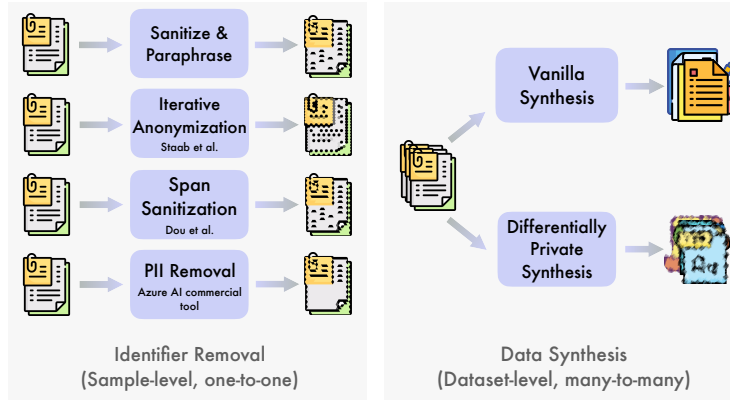 Sanitize &
Paraphrase
Iterative
Anonymization
Staab et al.
Span
Sanitization
Dou et al.
PII Removal
Azure AI commercial
tool
Identifier Removal
(Sample-level, one-to-one)
Vanilla
Synthesis
Differentially
Private
Synthesis
Data Synthesis
(Dataset-level, many-to-many)